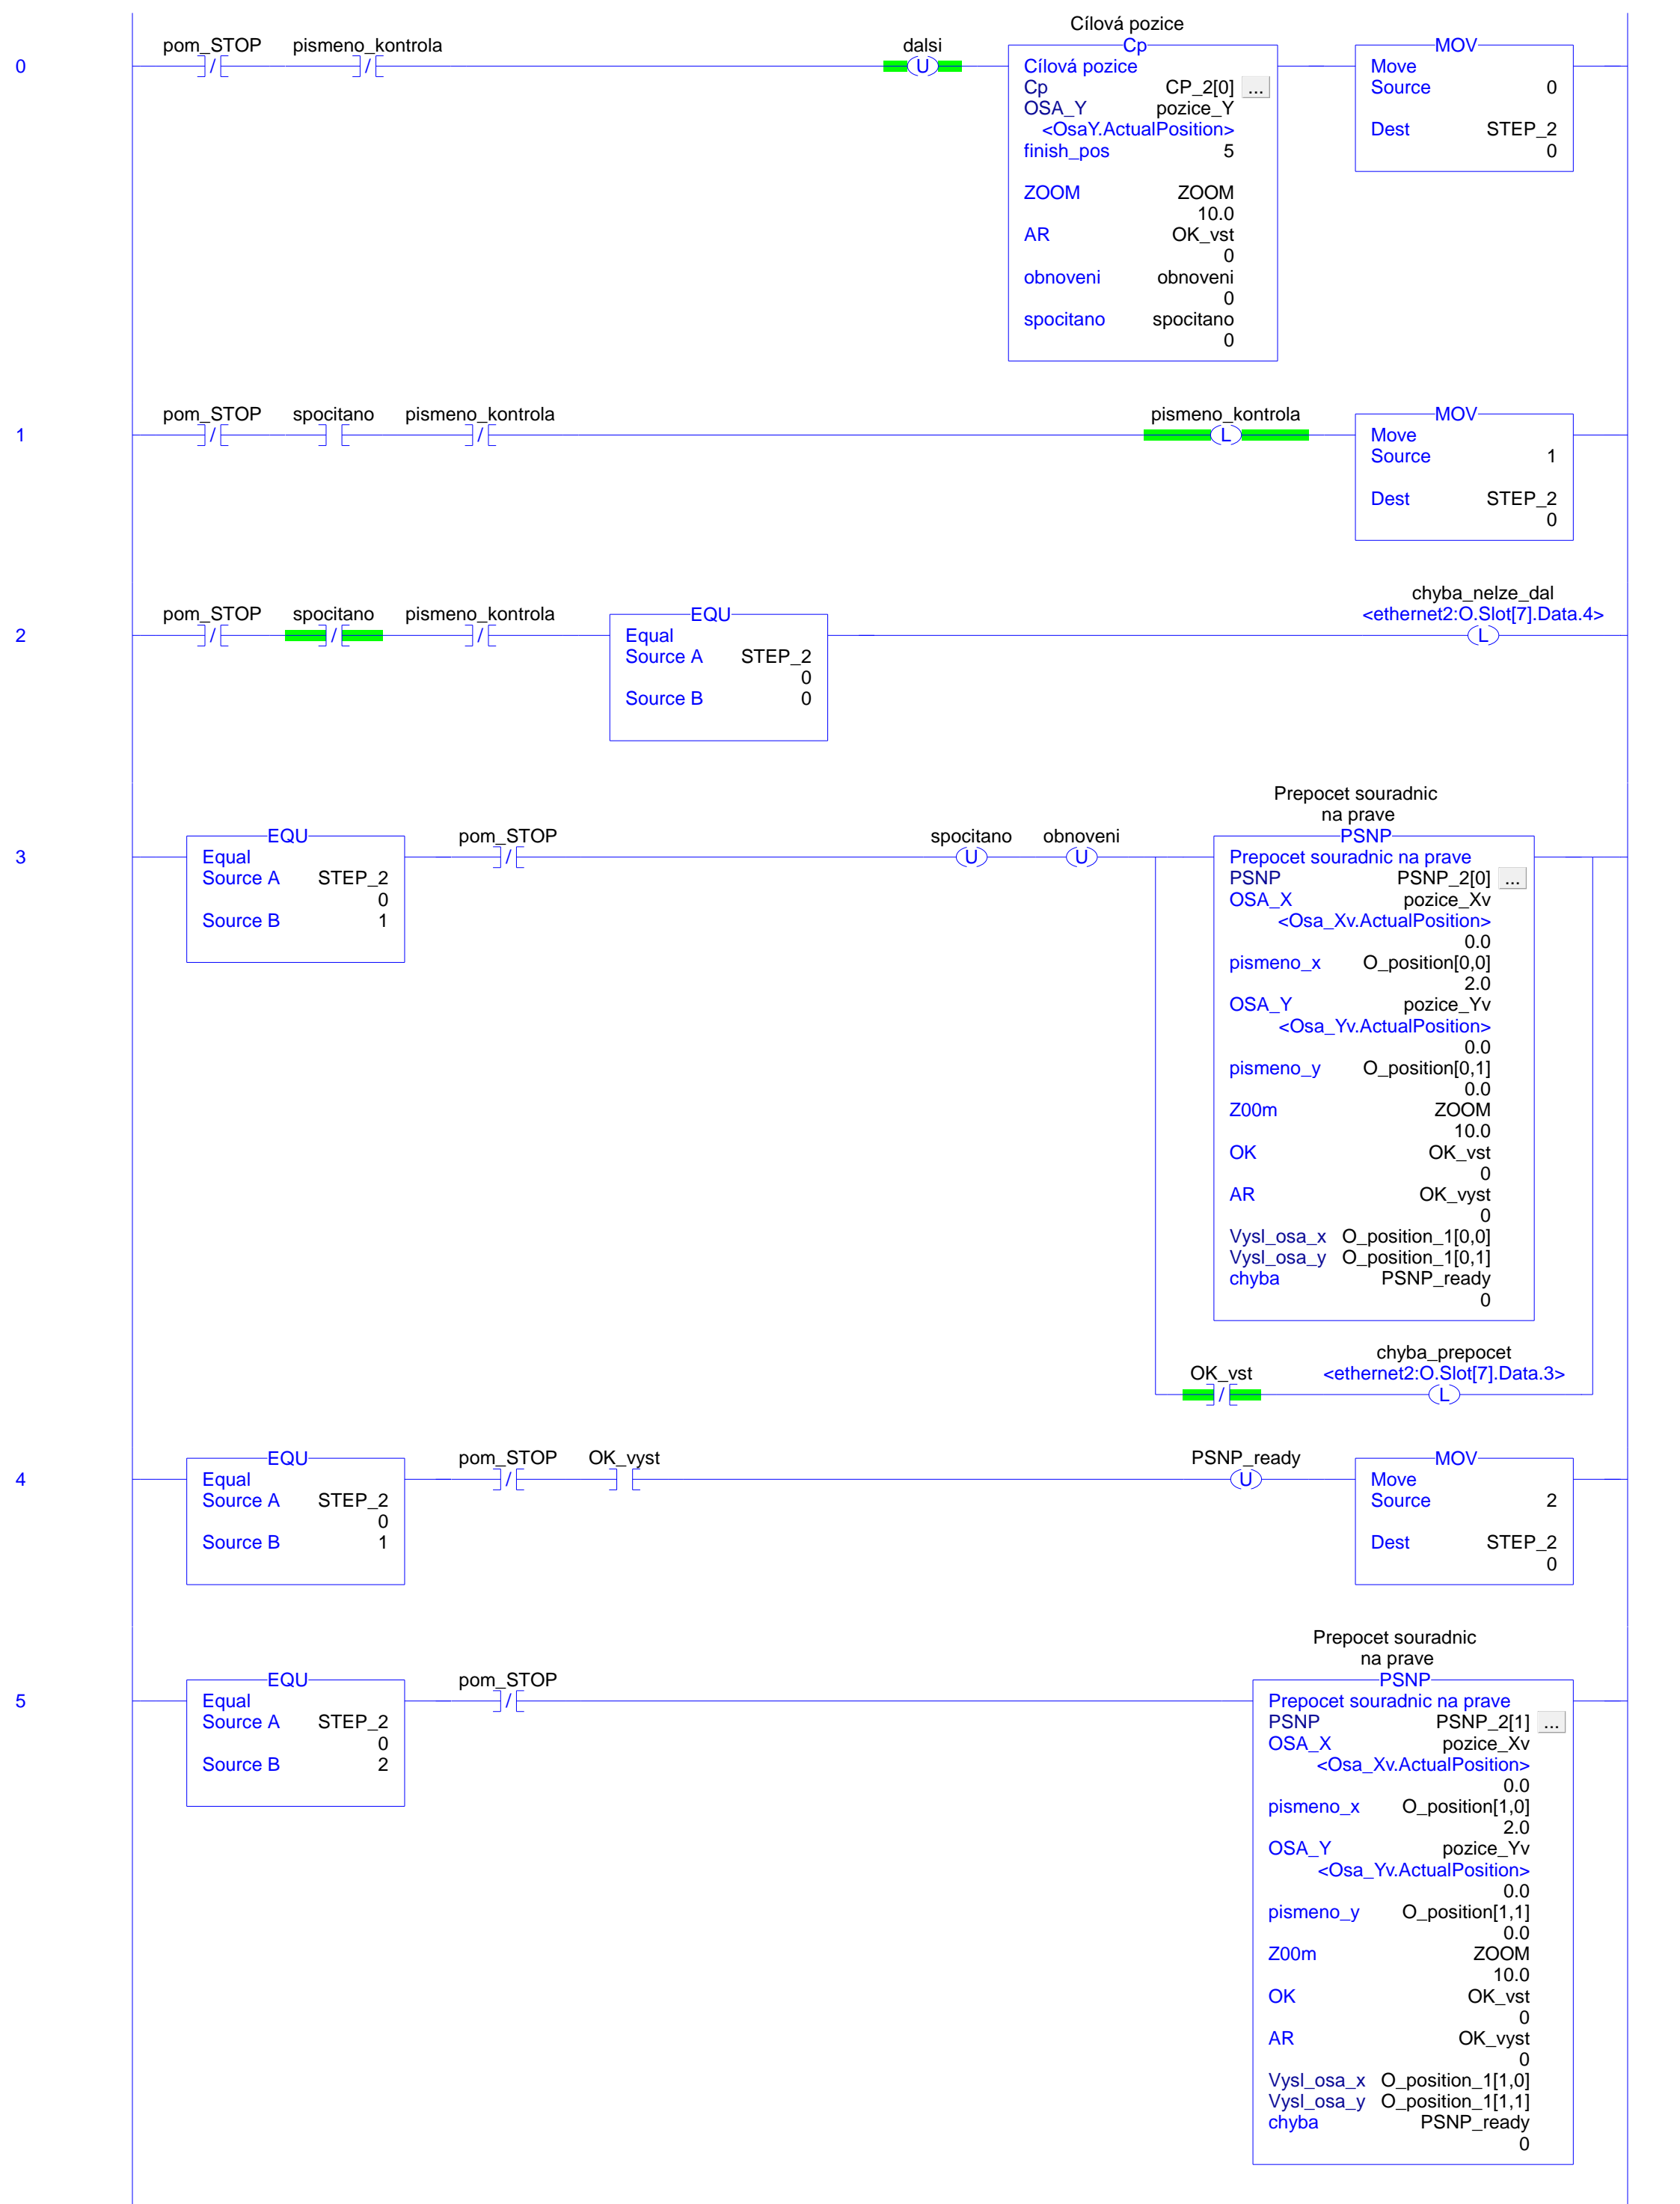 0
pom_STOP pismeno_kontrola dalsi
Cílová pozice
Cp
Cílová pozice
Cp CP_2[0] ...
OSA_Y pozice_Y
<OsaY.ActualPosition>
finish_pos 5
ZOOM ZOOM
10.0
AR OK_vst
0
obnoveni obnoveni
0
spocitano spocitano
0
MOV
Move
Source 0
Dest STEP_2
0
1
pom_STOP spocitano pismeno_kontrola pismeno_kontrola
MOV
Move
Source 1
Dest STEP_2
0
2
pom_STOP spocitano pismeno_kontrola
EQU
Equal
Source A STEP_2
0
Source B 0
chyba_nelze_dal
<ethernet2:O.Slot[7].Data.4>
3
EQU
Equal
Source A STEP_2
0
Source B 1
pom_STOP spocitano obnoveni
Prepocet souradnic
na prave
PSNP
Prepocet souradnic na prave
PSNP PSNP_2[0] ...
OSA_X pozice_Xv
<Osa_Xv.ActualPosition>
0.0
pismeno_x O_position[0,0]
2.0
OSA_Y pozice_Yv
<Osa_Yv.ActualPosition>
0.0
pismeno_y O_position[0,1]
0.0
Z00m ZOOM
10.0
OK OK_vst
0
AR OK_vyst
0
Vysl_osa_x O_position_1[0,0]
Vysl_osa_y O_position_1[0,1]
chyba PSNP_ready
0
OK_vst
chyba_prepocet
<ethernet2:O.Slot[7].Data.3>
4
EQU
Equal
Source A STEP_2
0
Source B 1
pom_STOP OK_vyst PSNP_ready
MOV
Move
Source 2
Dest STEP_2
0
5
EQU
Equal
Source A STEP_2
0
Source B 2
pom_STOP
Prepocet souradnic
na prave
PSNP
Prepocet souradnic na prave
PSNP PSNP_2[1] ...
OSA_X pozice_Xv
<Osa_Xv.ActualPosition>
0.0
pismeno_x O_position[1,0]
2.0
OSA_Y pozice_Yv
<Osa_Yv.ActualPosition>
0.0
pismeno_y O_position[1,1]
0.0
Z00m ZOOM
10.0
OK OK_vst
0
AR OK_vyst
0
Vysl_osa_x O_position_1[1,0]
Vysl_osa_y O_position_1[1,1]
chyba PSNP_ready
0